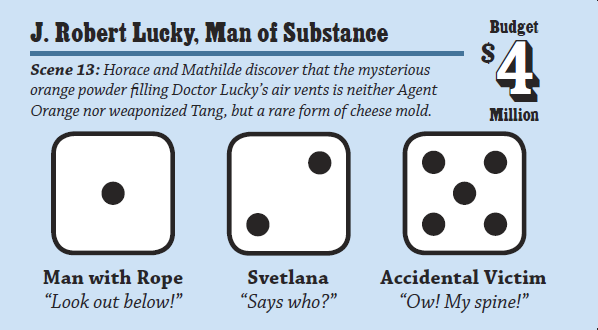 J. Robert Lucky, Man of Substance
Budget
$4
Million
Scene 13: Horace and Mathilde discover that the mysterious
orange powder filling Doctor Lucky's air vents is neither Agent
Orange nor weaponized Tang, but a rare form of cheese mold.
Man with Rope
“Look out below!”
Svetlana
“Says who?”
Accidental Victim
“Ow! My spine!”